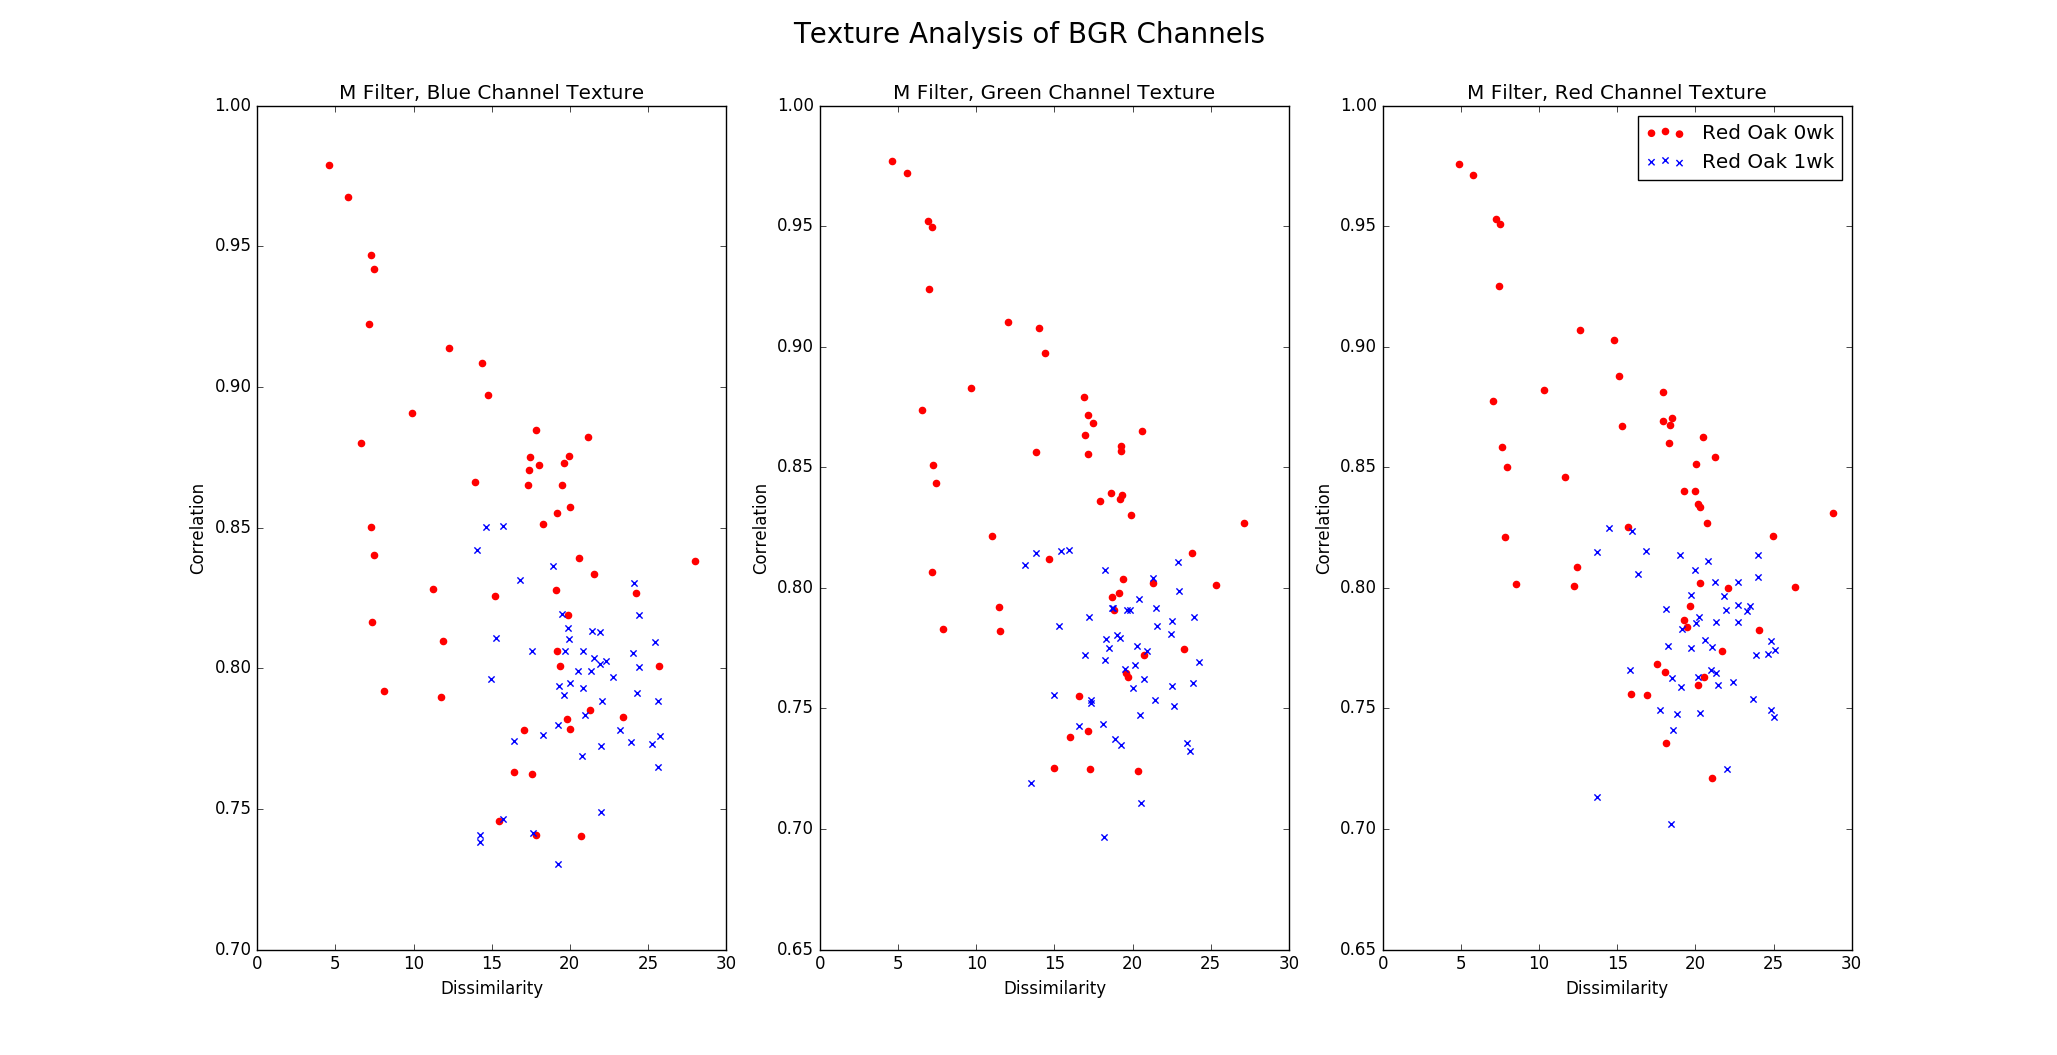 Texture Analysis of BGR Channels
M Filter, Blue Channel Texture
1.00
0.95
0.90
0.85
0.80
0.75
0.70
Correlation
0 5 10 15 20 25 30
Dissimilarity
M Filter, Green Channel Texture
1.00
0.95
0.90
0.85
0.80
0.75
0.70
0.65
Correlation
0 5 10 15 20 25 30
Dissimilarity
M Filter, Red Channel Texture
Red Oak 0wk
Red Oak 1wk
1.00
0.95
0.90
0.85
0.80
0.75
0.70
0.65
Correlation
0 5 10 15 20 25 30
Dissimilarity